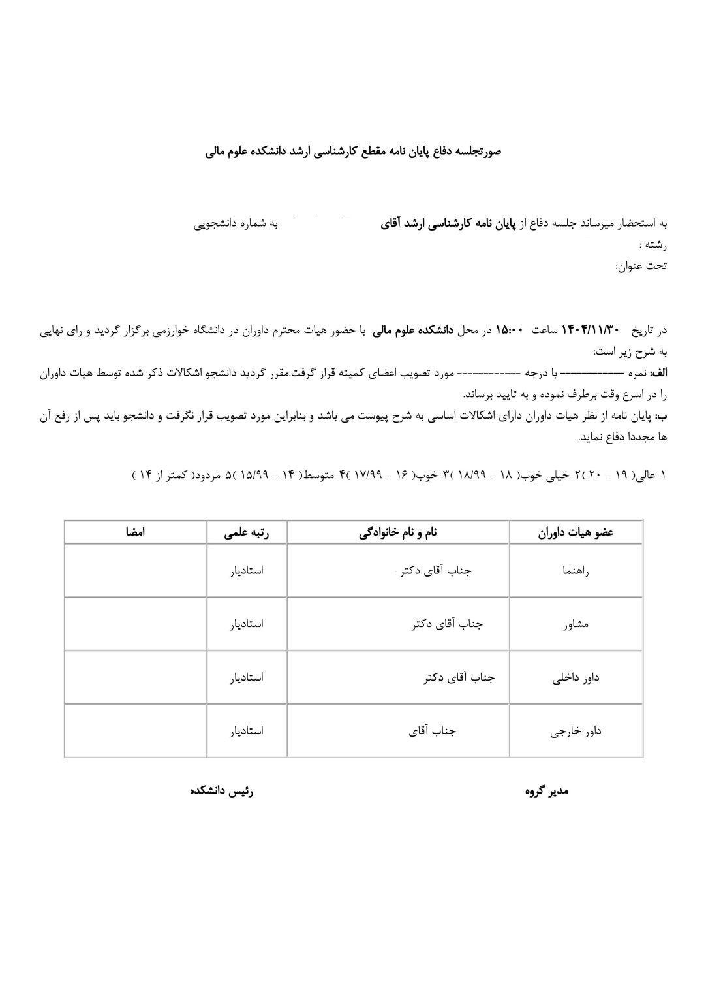 صورتجلسه دفاع پایان نامه مقطع کارشناسی ارشد دانشکده علوم مالی
به استحضار میرساند جلسه دفاع از پایان نامه کارشناسی ارشد آقای به شماره دانشجویی
رشته :
تحت عنوان:
در تاریخ ۱۴۰۴/۱۱/۳۰ ساعت ۱۵:۰۰ در محل دانشکده علوم مالی با حضور هیات محترم داوران در دانشگاه خوارزمی برگزار گردید و رای نهایی
به شرح زیر است:
الف: نمره ------------ با درجه ------------ مورد تصویب اعضای کمیته قرار گرفت.مقرر گردید دانشجو اشکالات ذکر شده توسط هیات داوران
را در اسرع وقت برطرف نموده و به تایید برساند.
ب: پایان نامه از نظر هیات داوران دارای اشکالات اساسی به شرح پیوست می باشد و بنابراین مورد تصویب قرار نگرفت و دانشجو باید پس از رفع آن
ها مجددا دفاع نماید.
۱-عالی( ۱۹ - ۲۰ )۲-خیلی خوب( ۱۸ - ۱۸/۹۹ )۳-خوب( ۱۶ - ۱۷/۹۹ )۴-متوسط( ۱۴ - ۱۵/۹۹ )۵-مردود( کمتر از ۱۴ )
عضو هیات داوران نام و نام خانوادگی رتبه علمی امضا
راهنما جناب آقای دکتر استادیار
مشاور جناب آقای دکتر استادیار
داور داخلی جناب آقای دکتر استادیار
داور خارجی جناب آقای استادیار
مدیر گروه رئیس دانشکده